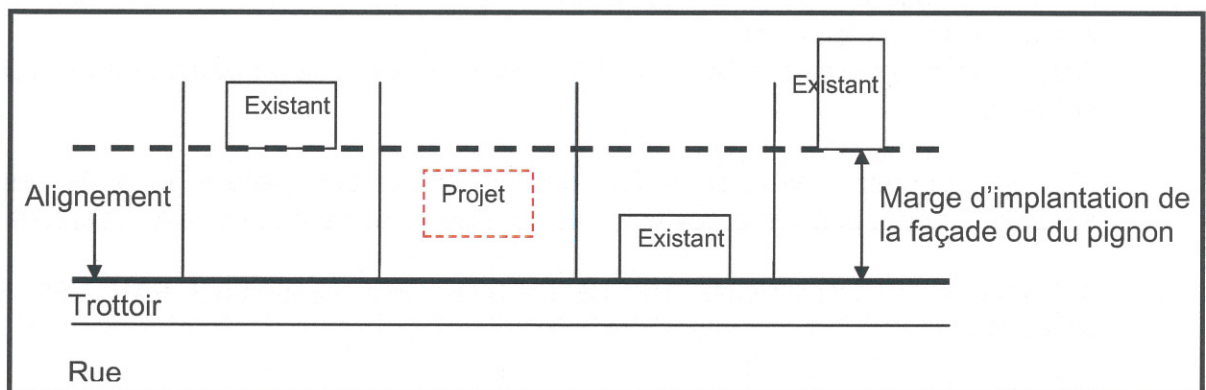 Existant
Existant
Alignement
Projet
Existant
Marge d'implantation de
la façade ou du pignon
Trottoir
Rue